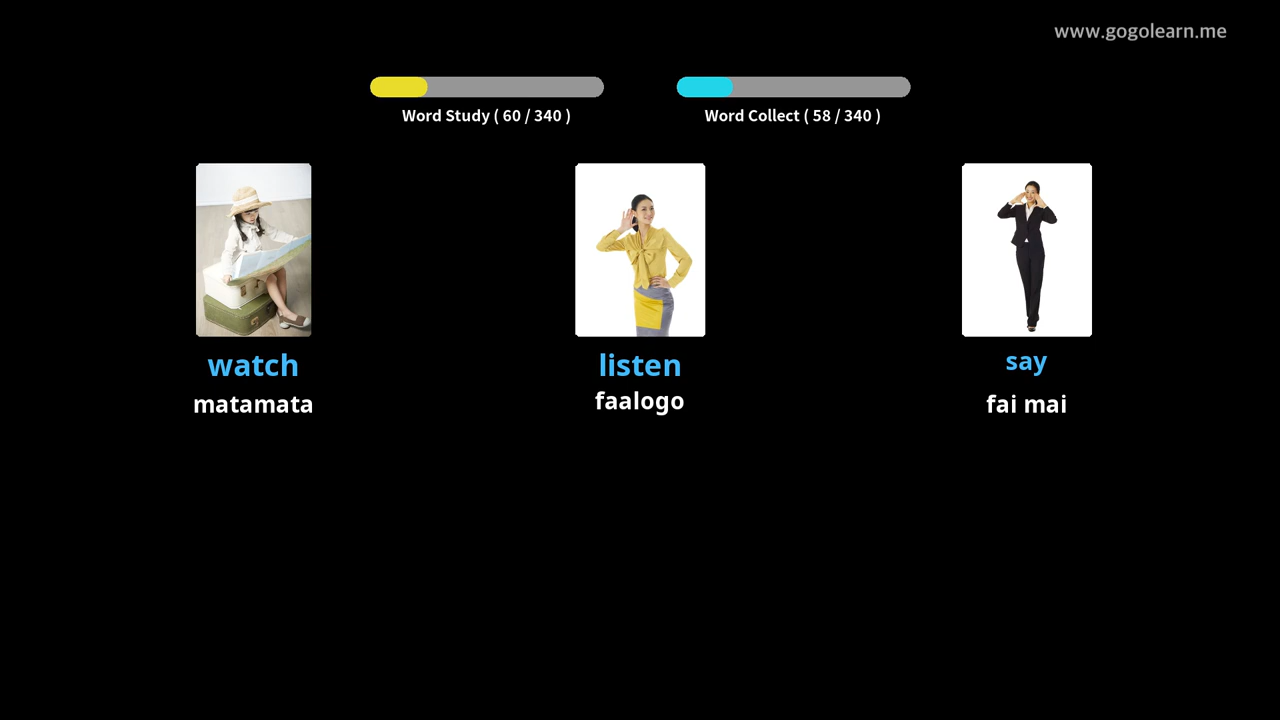 www.gogolearn.me
Word Study ( 60 / 340 )
Word Collect ( 58 / 340 )
watch
matamata
listen
faalogo
say
fai mai